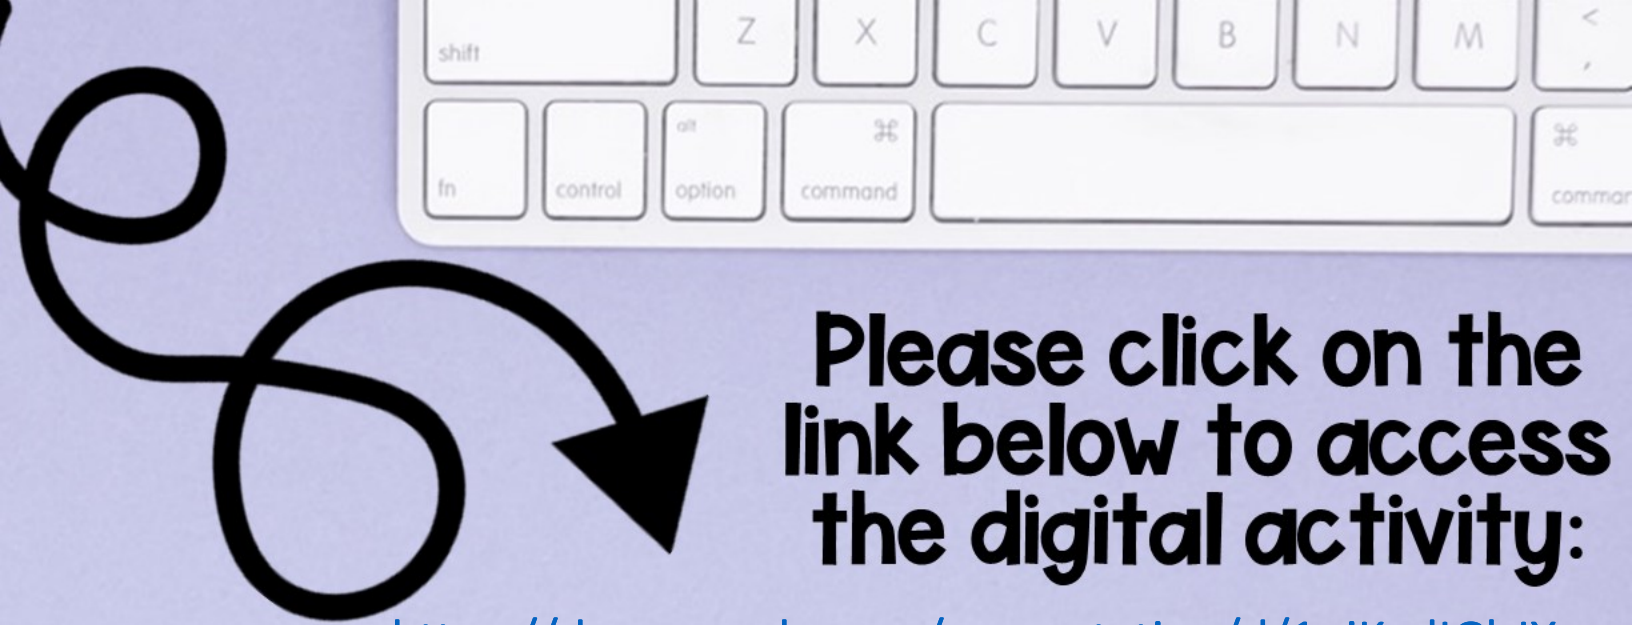 Z X C V B N M <
shift ,
alt ⌘ ⌘
fn control option command
Please click on the
link below to access
the digital activity: